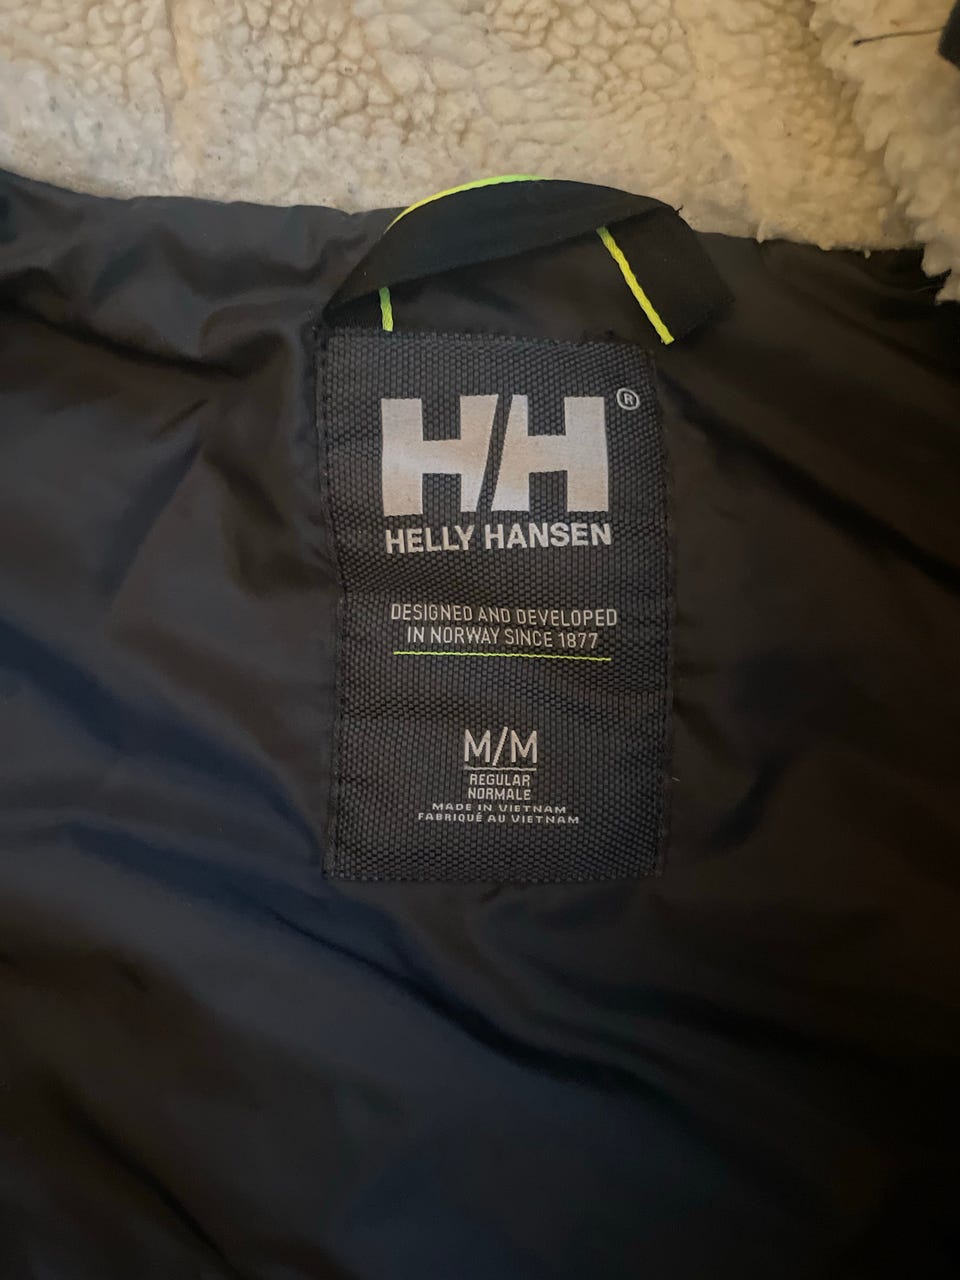 HH®
HELLY HANSEN
DESIGNED AND DEVELOPED
IN NORWAY SINCE 1877
M/M
REGULAR
NORMALE
MADE IN VIETNAM
FABRIQUÉ AU VIETNAM